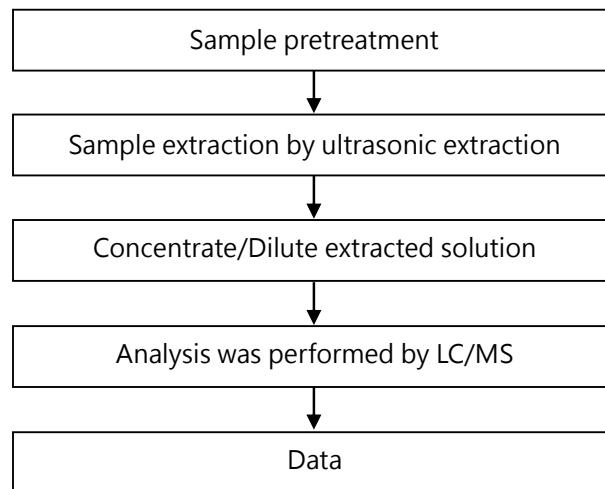 Sample pretreatment
Sample extraction by ultrasonic extraction
Concentrate/Dilute extracted solution
Analysis was performed by LC/MS
Data